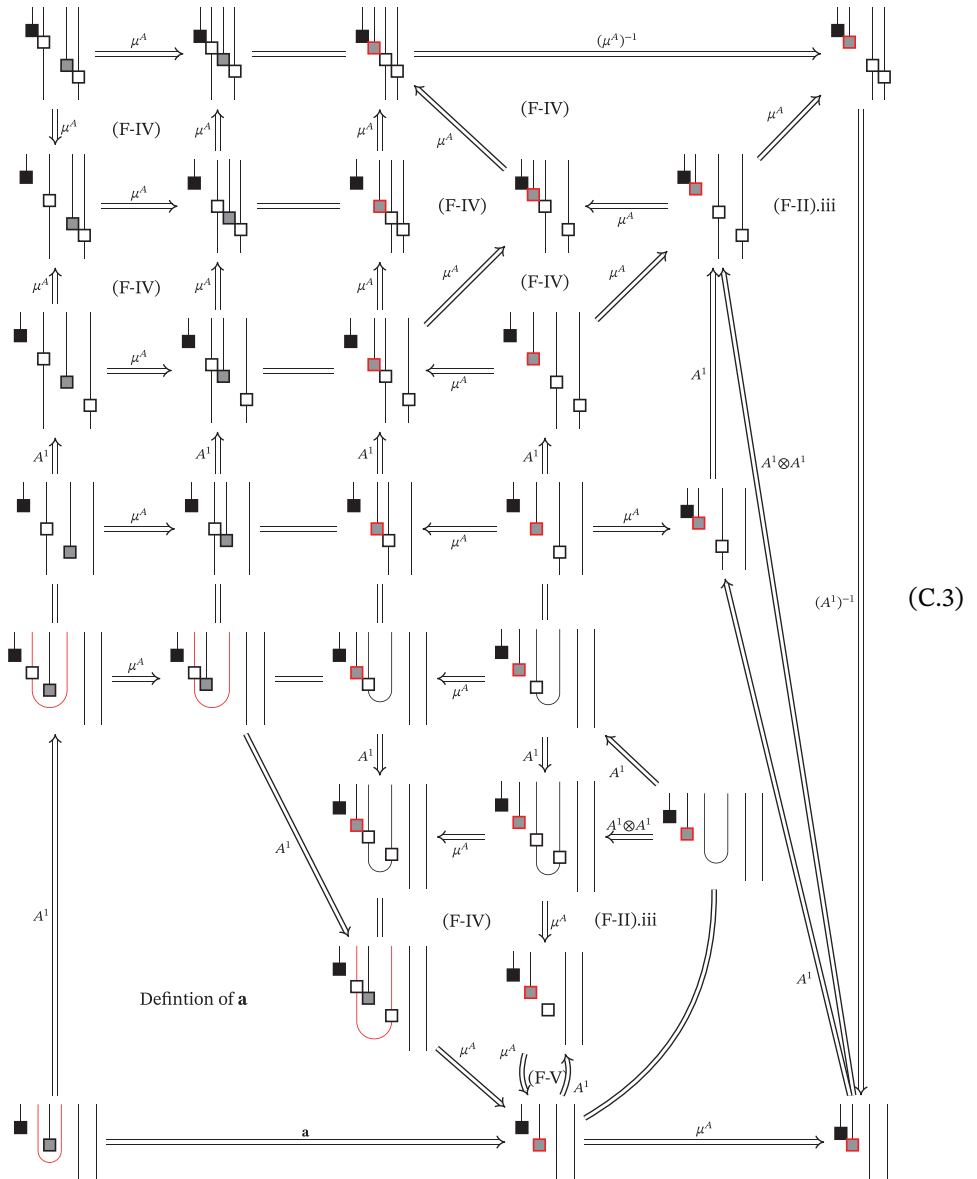 μ^A (μ^A)^{-1}
μ^A (F-IV) μ^A μ^A μ^A (F-IV) μ^A
μ^A (F-IV) μ^A (F-II).iii
μ^A (F-IV) μ^A μ^A μ^A (F-IV) μ^A
μ^A μ^A
A^1
A^1 A^1 A^1 A^1 A^1⊗A^1
μ^A μ^A μ^A
(A^1)^{-1} (C.3)
μ^A μ^A
A^1 A^1 A^1
A^1 μ^A A^1⊗A^1
A^1 (F-IV) μ^A (F-II).iii
Defintion of a A^1
μ^A μ^A (F-V) A^1
a μ^A